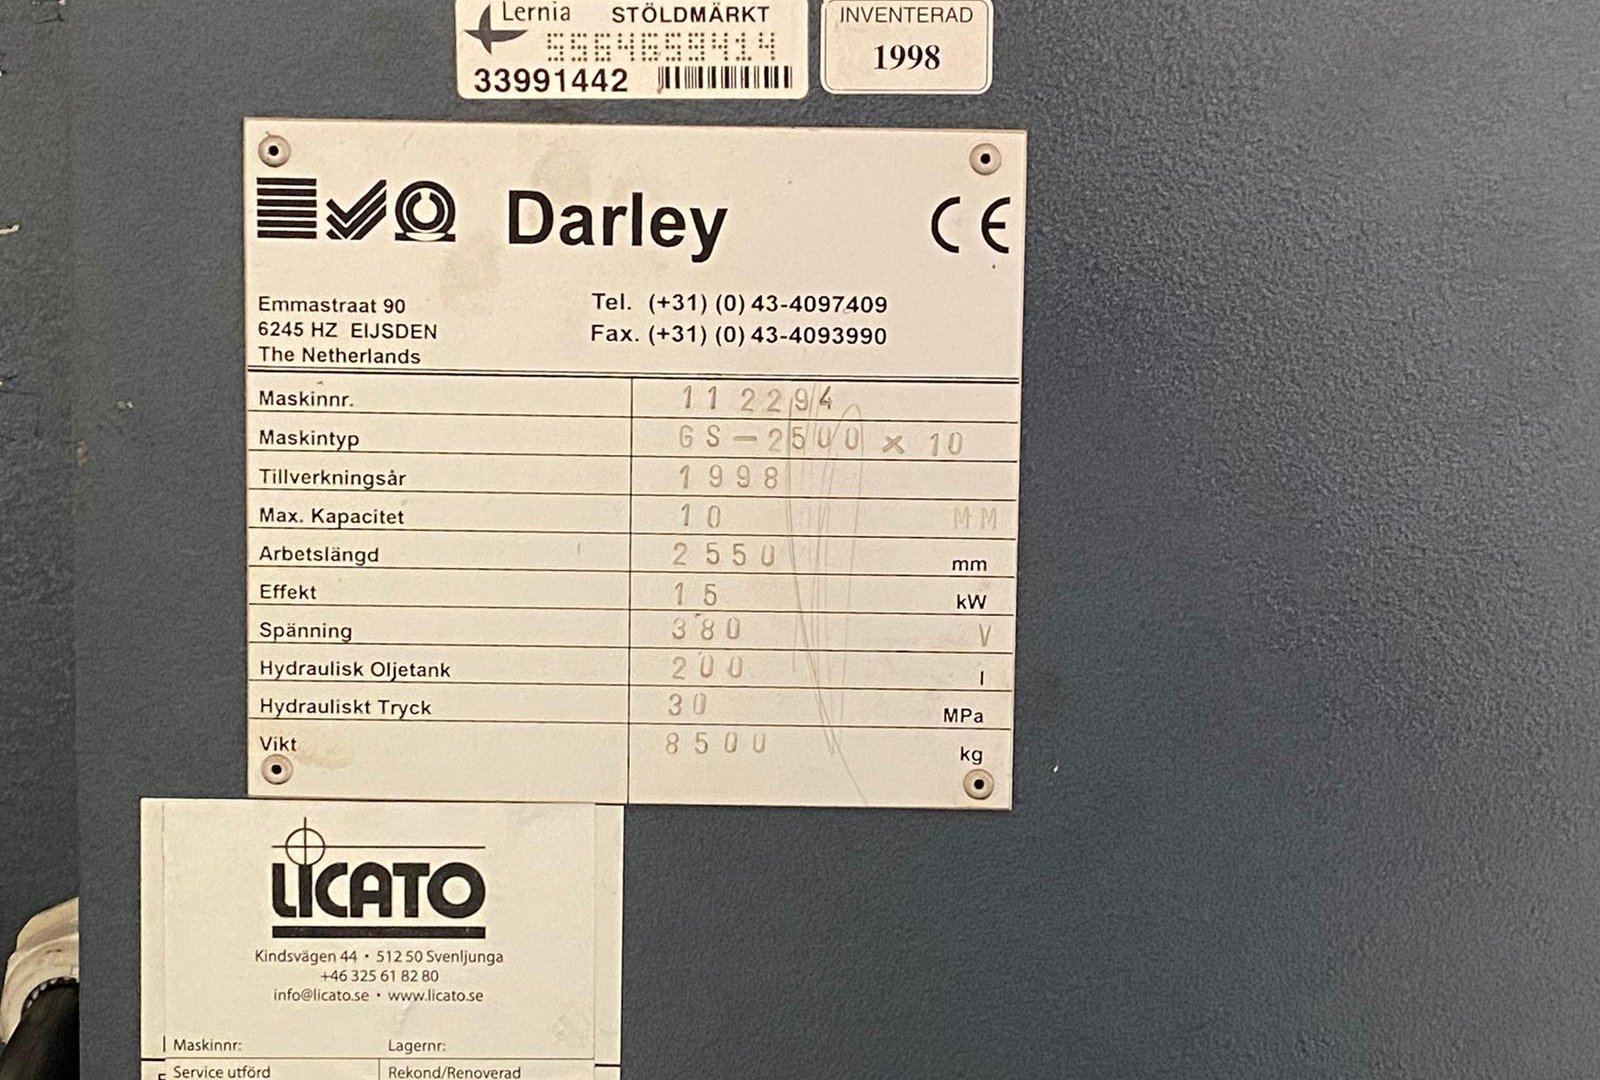 Lernia STÖLDMÄRKT
5564659414
33991442
INVENTERAD
1998
Darley CE
Emmastraat 90
6245 HZ EIJSDEN
The Netherlands
Tel. (+31) (0) 43-4097409
Fax. (+31) (0) 43-4093990
Maskinnr. 112294
Maskintyp GS-2500 x 10
Tillverkningsår 1998
Max. Kapacitet 10 MM
Arbetslängd 2550 mm
Effekt 15 kW
Spänning 380 V
Hydraulisk Oljetank 200 l
Hydrauliskt Tryck 30 MPa
Vikt 8500 kg
LICATO
Kindsvägen 44 • 512 50 Svenljunga
+46 325 61 82 80
info@licato.se • www.licato.se
Maskinnr: Lagernr:
Service utförd Rekond/Renoverad